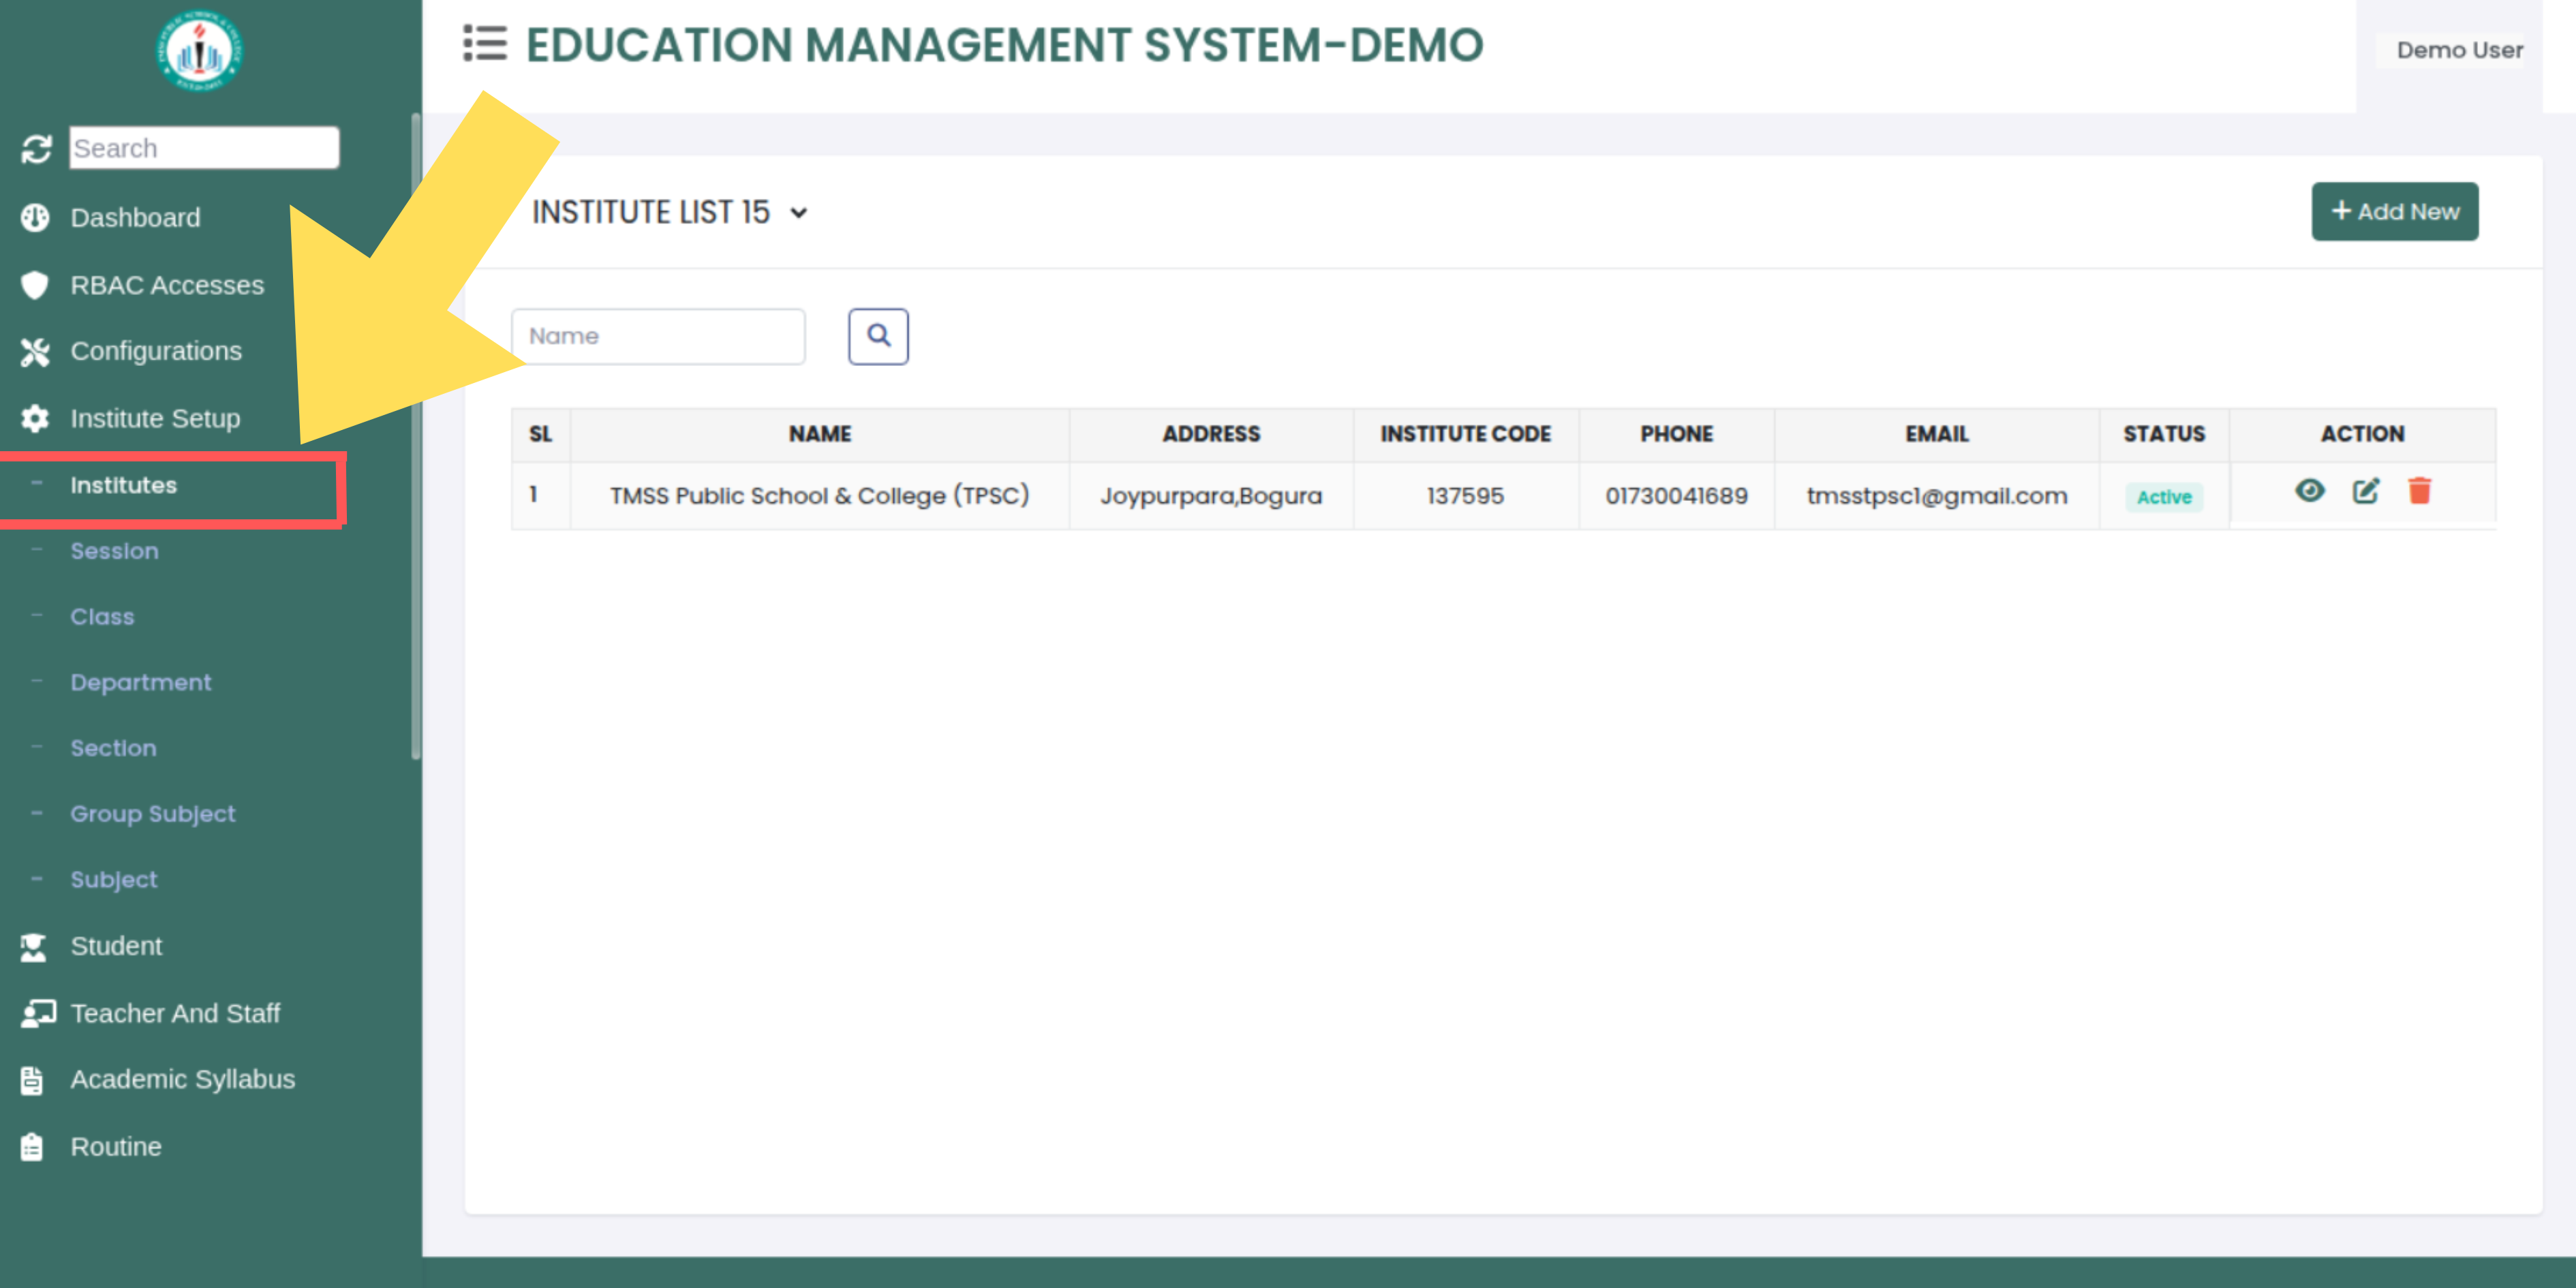 EDUCATION MANAGEMENT SYSTEM-DEMO
Demo User
Search
Dashboard
RBAC Accesses
Configurations
Institute Setup
- Institutes
- Session
- Class
- Department
- Section
- Group Subject
- Subject
Student
Teacher And Staff
Academic Syllabus
Routine
INSTITUTE LIST 15
+ Add New
Name
SL NAME ADDRESS INSTITUTE CODE PHONE EMAIL STATUS ACTION
1 TMSS Public School & College (TPSC) Joypurpara,Bogura 137595 01730041689 tmsstpsc1@gmail.com Active